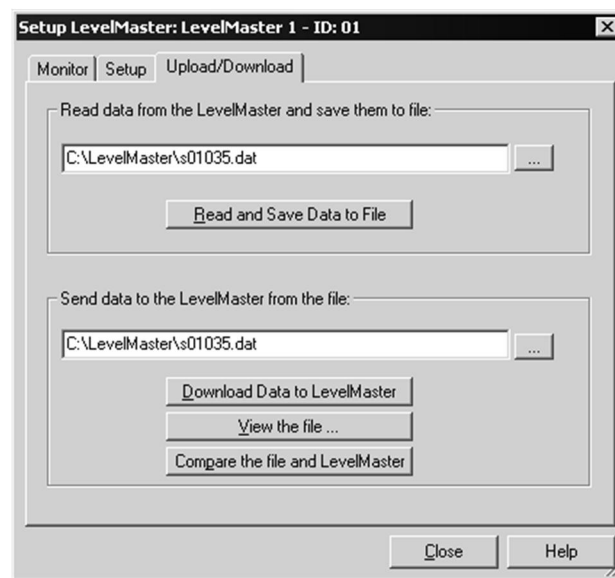 Setup LevelMaster: LevelMaster 1 - ID: 01
Monitor Setup Upload/Download
Read data from the LevelMaster and save them to file:
C:\LevelMaster\s01035.dat ...
Read and Save Data to File
Send data to the LevelMaster from the file:
C:\LevelMaster\s01035.dat ...
Download Data to LevelMaster
View the file ...
Compare the file and LevelMaster
Close Help